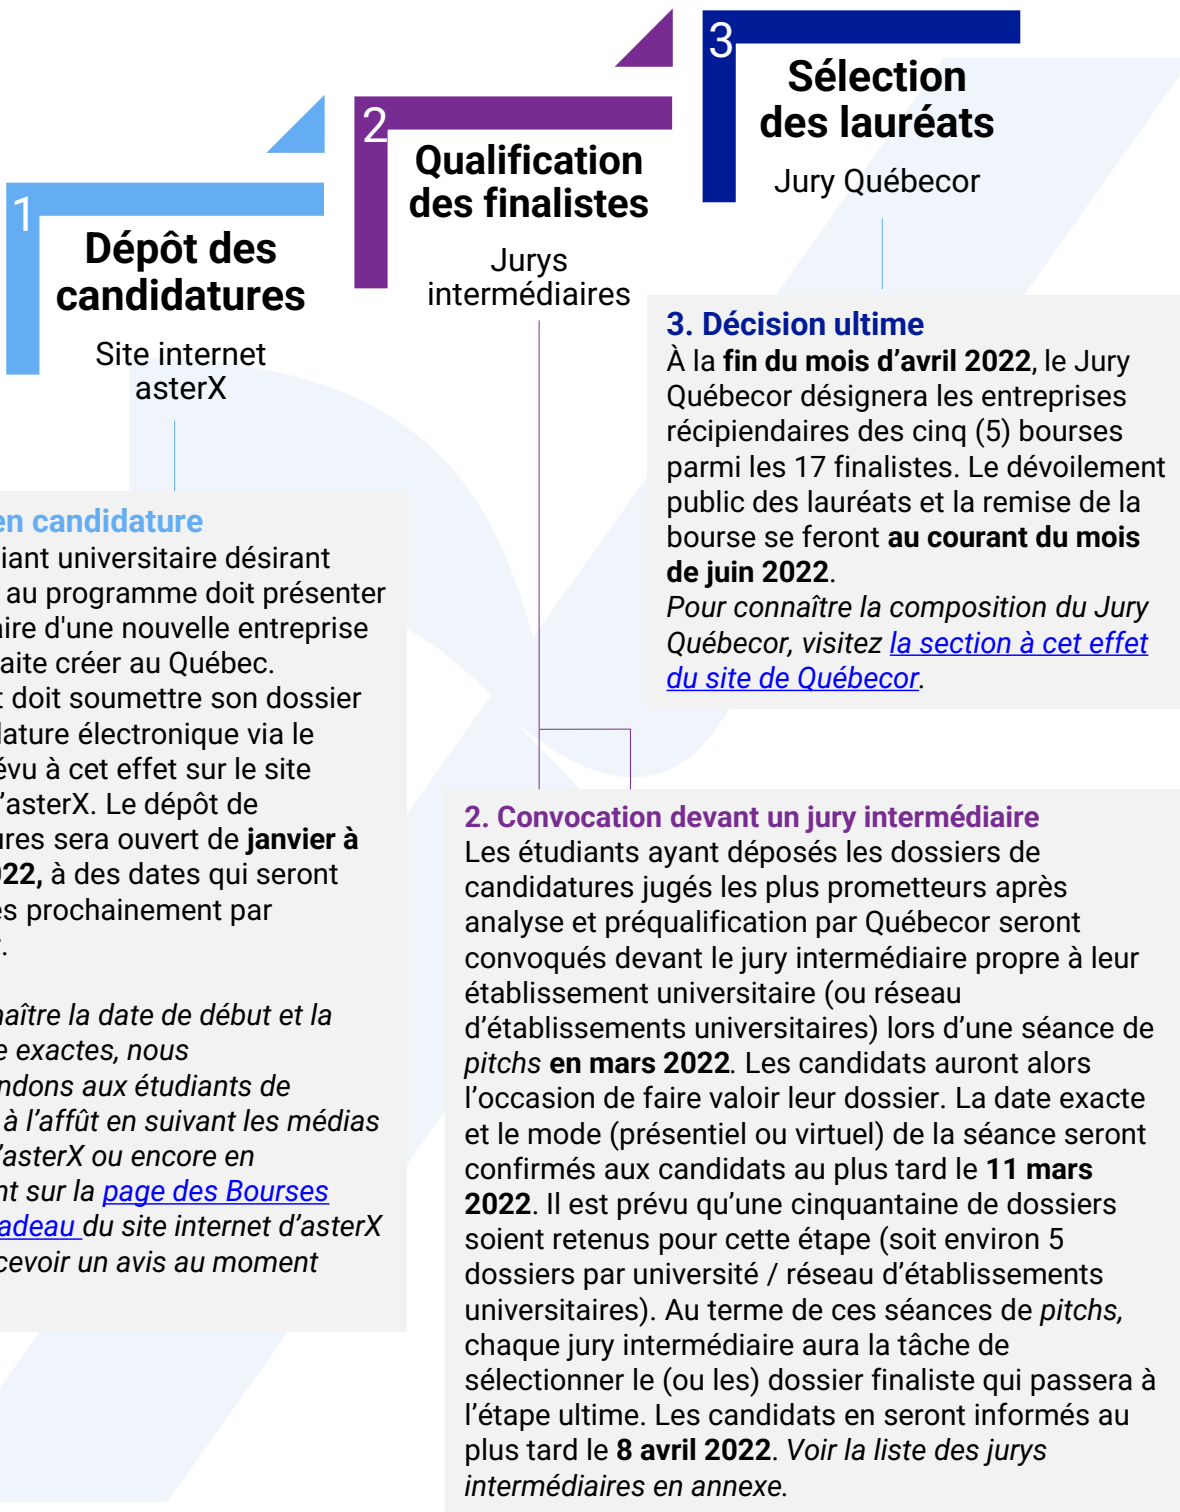 1
Dépôt des
candidatures
Site internet
asterX
en candidature
iant universitaire désirant
au programme doit présenter
aire d'une nouvelle entreprise
aite créer au Québec.
t doit soumettre son dossier
lature électronique via le
évu à cet effet sur le site
'asterX. Le dépôt de
ures sera ouvert de janvier à
022, à des dates qui seront
es prochainement par
.
naître la date de début et la
e exactes, nous
ndons aux étudiants de
à l’affût en suivant les médias
'asterX ou encore en
nt sur la page des Bourses
adeau du site internet d’asterX
cevoir un avis au moment
2
Qualification
des finalistes
Jurys
intermédiaires
2. Convocation devant un jury intermédiaire
Les étudiants ayant déposés les dossiers de
candidatures jugés les plus prometteurs après
analyse et préqualification par Québecor seront
convoqués devant le jury intermédiaire propre à leur
établissement universitaire (ou réseau
d’établissements universitaires) lors d’une séance de
pitchs en mars 2022. Les candidats auront alors
l’occasion de faire valoir leur dossier. La date exacte
et le mode (présentiel ou virtuel) de la séance seront
confirmés aux candidats au plus tard le 11 mars
2022. Il est prévu qu’une cinquantaine de dossiers
soient retenus pour cette étape (soit environ 5
dossiers par université / réseau d’établissements
universitaires). Au terme de ces séances de pitchs,
chaque jury intermédiaire aura la tâche de
sélectionner le (ou les) dossier finaliste qui passera à
l’étape ultime. Les candidats en seront informés au
plus tard le 8 avril 2022. Voir la liste des jurys
intermédiaires en annexe.
3
Sélection
des lauréats
Jury Québecor
3. Décision ultime
À la fin du mois d’avril 2022, le Jury
Québecor désignera les entreprises
récipiendaires des cinq (5) bourses
parmi les 17 finalistes. Le dévoilement
public des lauréats et la remise de la
bourse se feront au courant du mois
de juin 2022.
Pour connaître la composition du Jury
Québecor, visitez la section à cet effet
du site de Québecor.